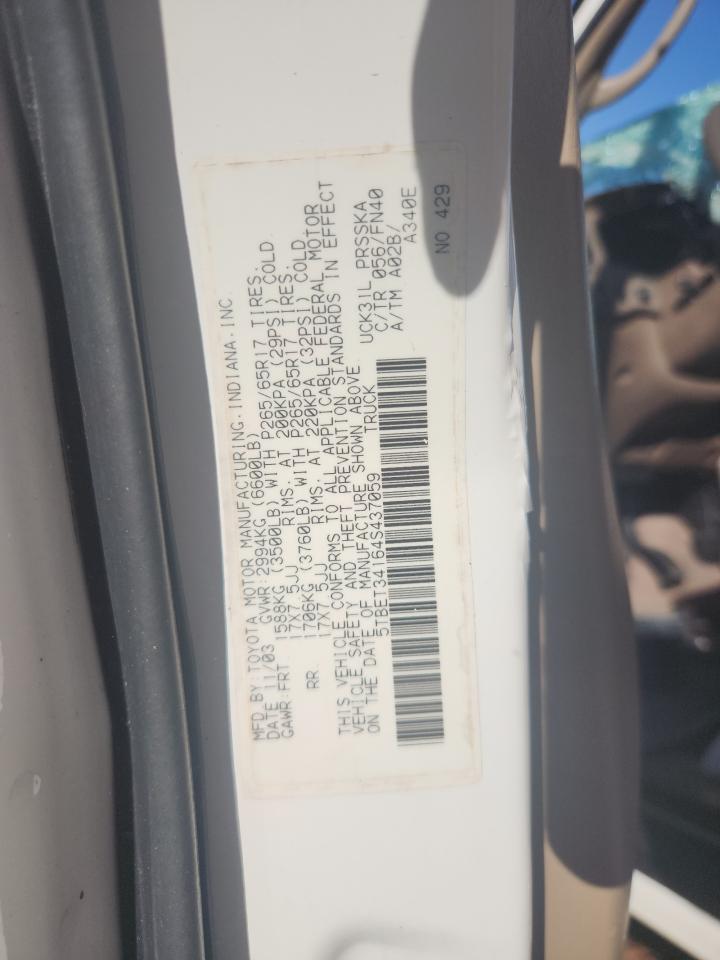 MFD BY: TOYOTA MOTOR MANUFACTURING, INDIANA, INC.
DATE 11/03 GVWR: 2994KG (6600LB)
GAWR: FRT. 1588KG (3500LB) WITH P265/65R17 TIRES.
17X7.5JJ RIMS. AT 200KPA (29PSI) COLD.
RR. 1706KG (3760LB) WITH P265/65R17 TIRES.
17X7.5JJ RIMS. AT 220KPA (32PSI) COLD
THIS VEHICLE CONFORMS TO ALL APPLICABLE FEDERAL MOTOR
VEHICLE SAFETY AND THEFT PREVENTION STANDARDS IN EFFECT
ON THE DATE OF MANUFACTURE SHOWN ABOVE.
5TBET34164S437059 TRUCK
UCK31L PRSSKA
C/TR 056/FN40
A/TM A02B/
A340E
NO 429